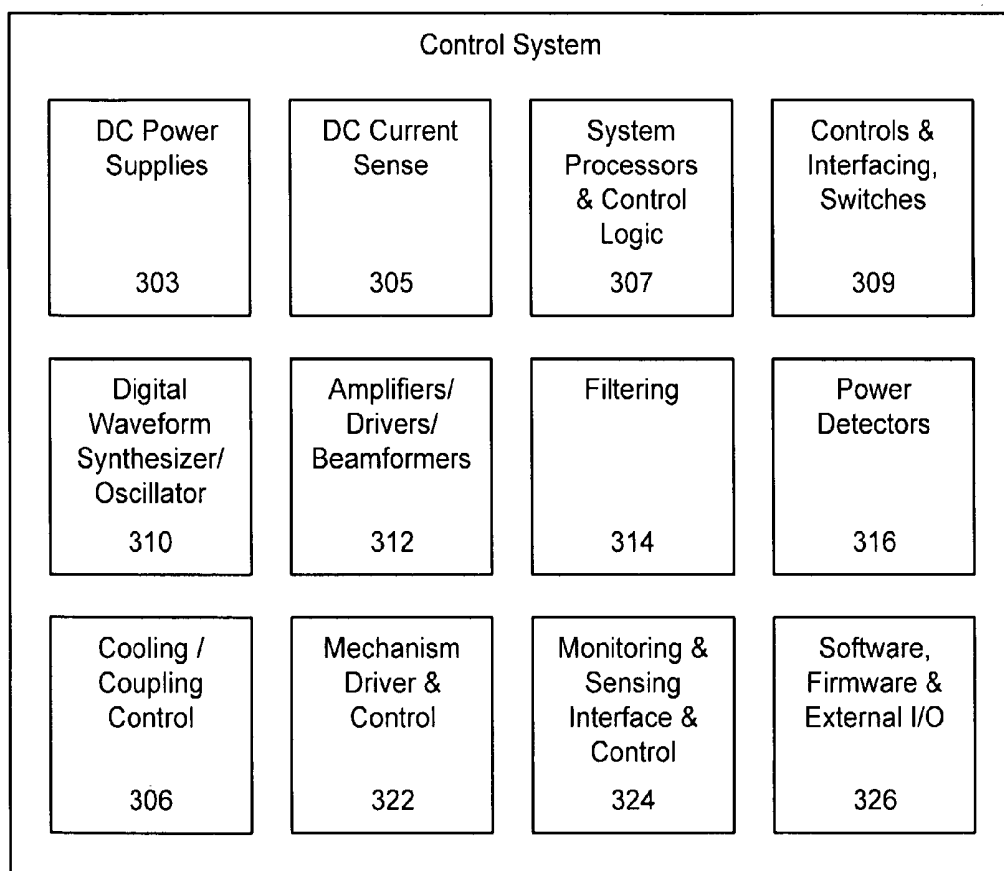 Control System
DC Power
Supplies
303
DC Current
Sense
305
System
Processors
& Control
Logic
307
Controls &
Interfacing,
Switches
309
Digital
Waveform
Synthesizer/
Oscillator
310
Amplifiers/
Drivers/
Beamformers
312
Filtering
314
Power
Detectors
316
Cooling /
Coupling
Control
306
Mechanism
Driver &
Control
322
Monitoring &
Sensing
Interface &
Control
324
Software,
Firmware &
External I/O
326